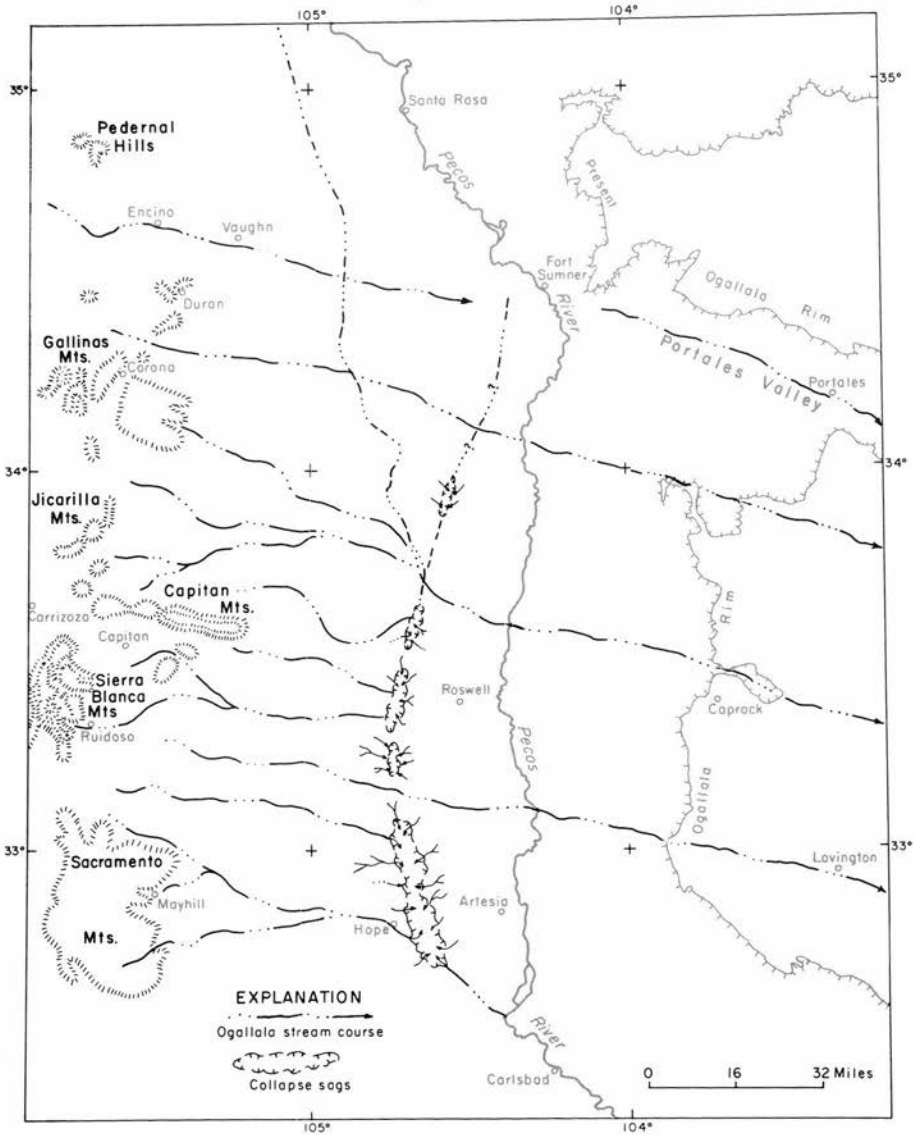 105°
104°
35°
35°
Santa Rosa
Pedernal
Hills
Pecos
Present
Encino
Vaughn
Fort
Sumner
River
Ogallala
Rim
Duran
Gallinas
Mts.
Corona
?
Portales Valley
Portales
?
34°
34°
Jicarilla
Mts.
Capitan
Mts.
Carrizozo
Capitan
Rim
Sierra
Blanca
Mts
Roswell
Caprock
Ruidoso
Pecos
Ogallala
33°
33°
Sacramento
Lovington
Mayhill
Artesia
Hope
Mts.
EXPLANATION
Ogallala stream course
River
Collapse sags
Carlsbad
0 16 32 Miles
105°
104°